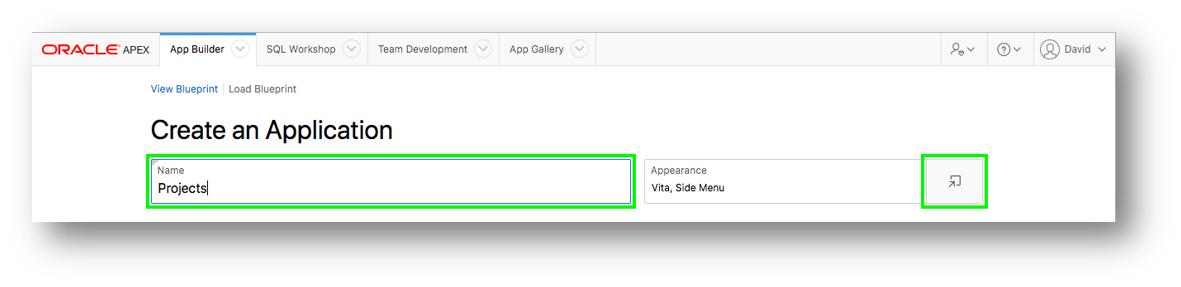 ORACLE APEX App Builder SQL Workshop Team Development App Gallery David
View Blueprint Load Blueprint
Create an Application
Name Appearance
Projects Vita, Side Menu